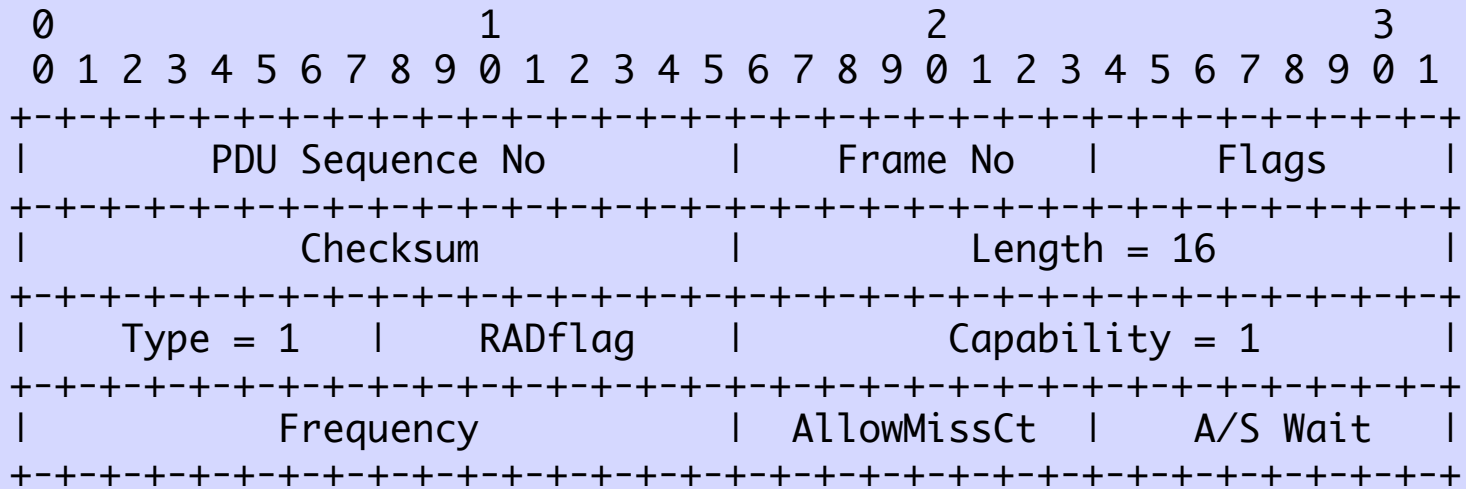 0                   1                   2                   3
 0 1 2 3 4 5 6 7 8 9 0 1 2 3 4 5 6 7 8 9 0 1 2 3 4 5 6 7 8 9 0 1
+-+-+-+-+-+-+-+-+-+-+-+-+-+-+-+-+-+-+-+-+-+-+-+-+-+-+-+-+-+-+-+-+
|        PDU Sequence No        |    Frame No   |     Flags     |
+-+-+-+-+-+-+-+-+-+-+-+-+-+-+-+-+-+-+-+-+-+-+-+-+-+-+-+-+-+-+-+-+
|            Checksum           |          Length = 16          |
+-+-+-+-+-+-+-+-+-+-+-+-+-+-+-+-+-+-+-+-+-+-+-+-+-+-+-+-+-+-+-+-+
|    Type = 1   |    RADflag    |         Capability = 1        |
+-+-+-+-+-+-+-+-+-+-+-+-+-+-+-+-+-+-+-+-+-+-+-+-+-+-+-+-+-+-+-+-+
|           Frequency           |  AllowMissCt  |    A/S Wait   |
+-+-+-+-+-+-+-+-+-+-+-+-+-+-+-+-+-+-+-+-+-+-+-+-+-+-+-+-+-+-+-+-+